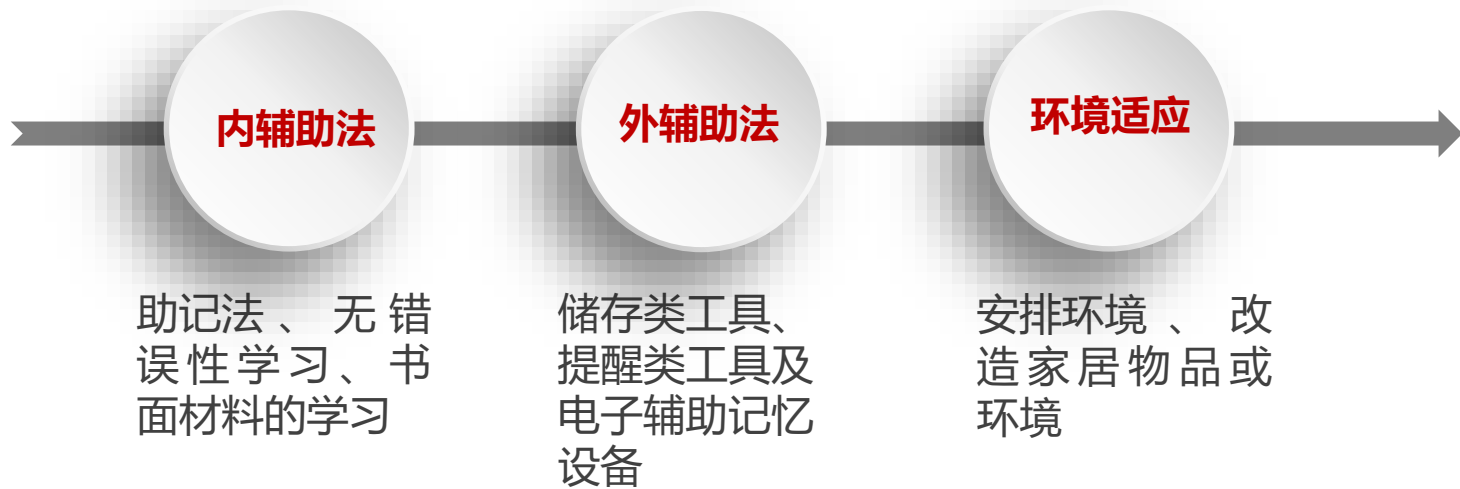 内辅助法
外辅助法
环境适应
助记法 、 无 错
误性学习、书
面材料的学习
储存类工具、
提醒类工具及
电子辅助记忆
设备
安排环境 、 改
造家居物品或
环境